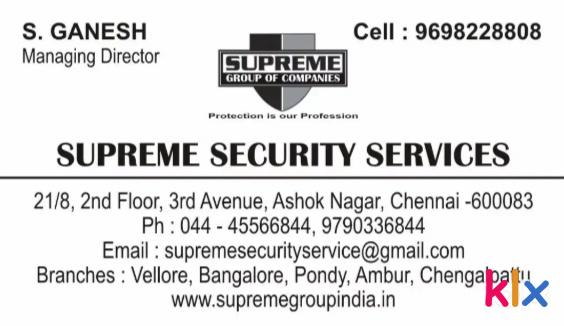 S. GANESH
Managing Director
Cell : 9698228808
SUPREME
GROUP OF COMPANIES
Protection is our Profession
SUPREME SECURITY SERVICES
21/8, 2nd Floor, 3rd Avenue, Ashok Nagar, Chennai -600083
Ph : 044 - 45566844, 9790336844
Email : supremesecurityservice@gmail.com
Branches : Vellore, Bangalore, Pondy, Ambur, Chengalpattu
www.supremegroupindia.in
klx